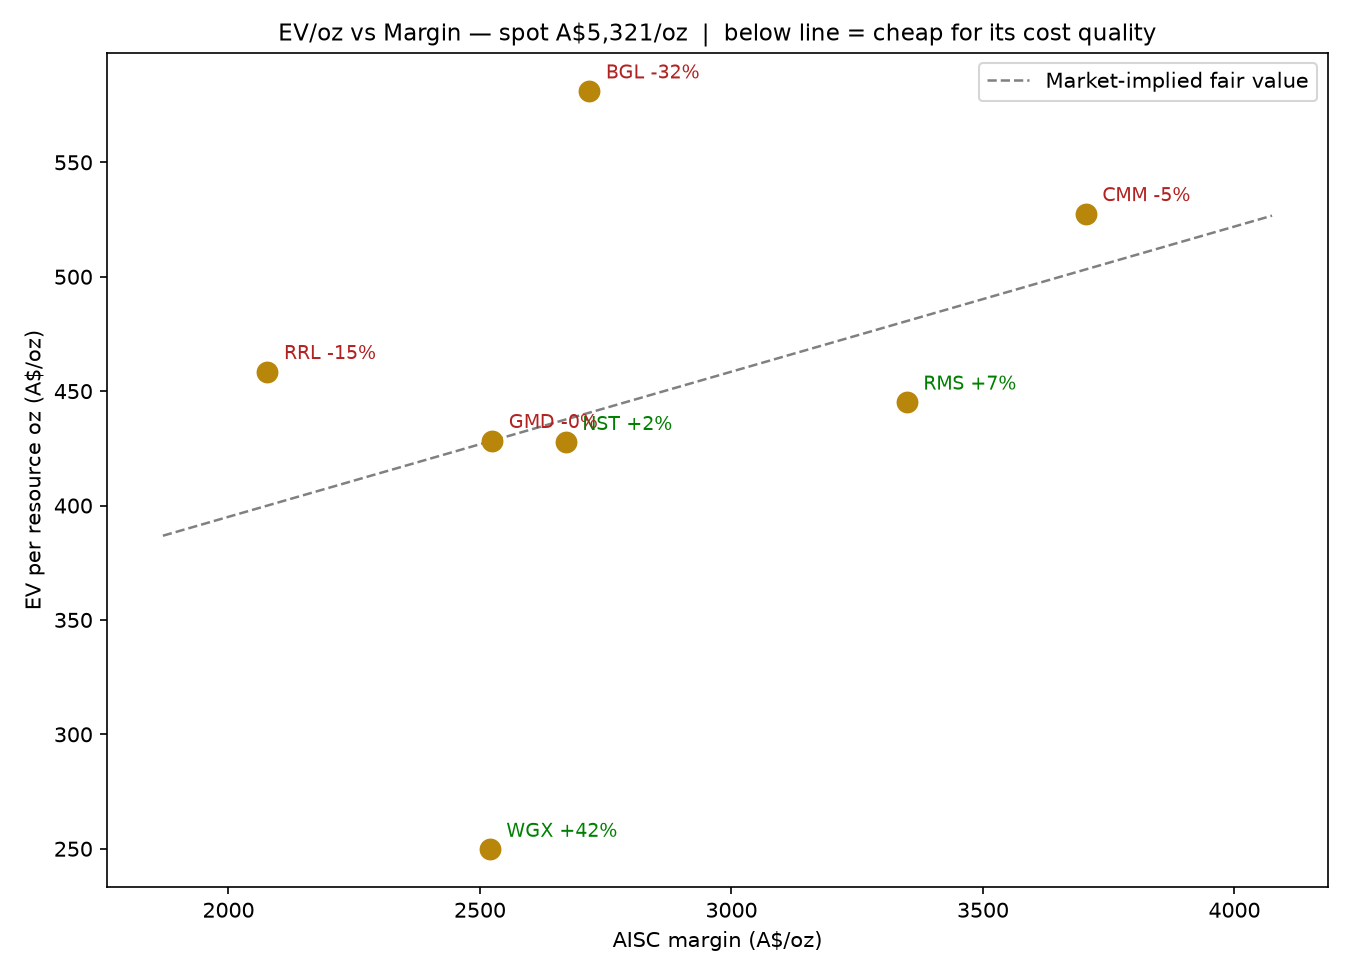 EV/oz vs Margin — spot A$5,321/oz | below line = cheap for its cost quality
Market-implied fair value
BGL -32%
CMM -5%
RRL -15%
RMS +7%
GMD -0%
NST +2%
WGX +42%
550
500
450
400
350
300
250
EV per resource oz (A$/oz)
2000
2500
3000
3500
4000
AISC margin (A$/oz)